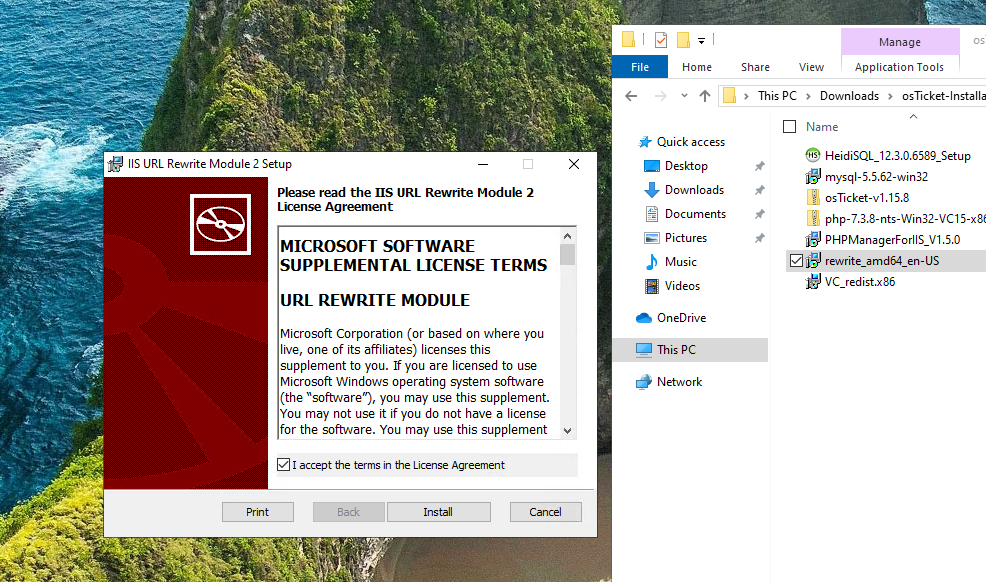 IIS URL Rewrite Module 2 Setup
Please read the IIS URL Rewrite Module 2
License Agreement
MICROSOFT SOFTWARE
SUPPLEMENTAL LICENSE TERMS
URL REWRITE MODULE
Microsoft Corporation (or based on where you
live, one of its affiliates) licenses this
supplement to you. If you are licensed to use
Microsoft Windows operating system software
(the “software”), you may use this supplement.
You may not use it if you do not have a license
for the software. You may use this supplement
I accept the terms in the License Agreement
Print
Back
Install
Cancel
Manage
osT
File
Home
Share
View
Application Tools
This PC
Downloads
osTicket-Installa
Quick access
Desktop
Downloads
Documents
Pictures
Music
Videos
OneDrive
This PC
Network
Name
HS
HeidiSQL_12.3.0.6589_Setup
mysql-5.5.62-win32
osTicket-v1.15.8
php-7.3.8-nts-Win32-VC15-x86
PHPManagerForIIS_V1.5.0
rewrite_amd64_en-US
VC_redist.x86